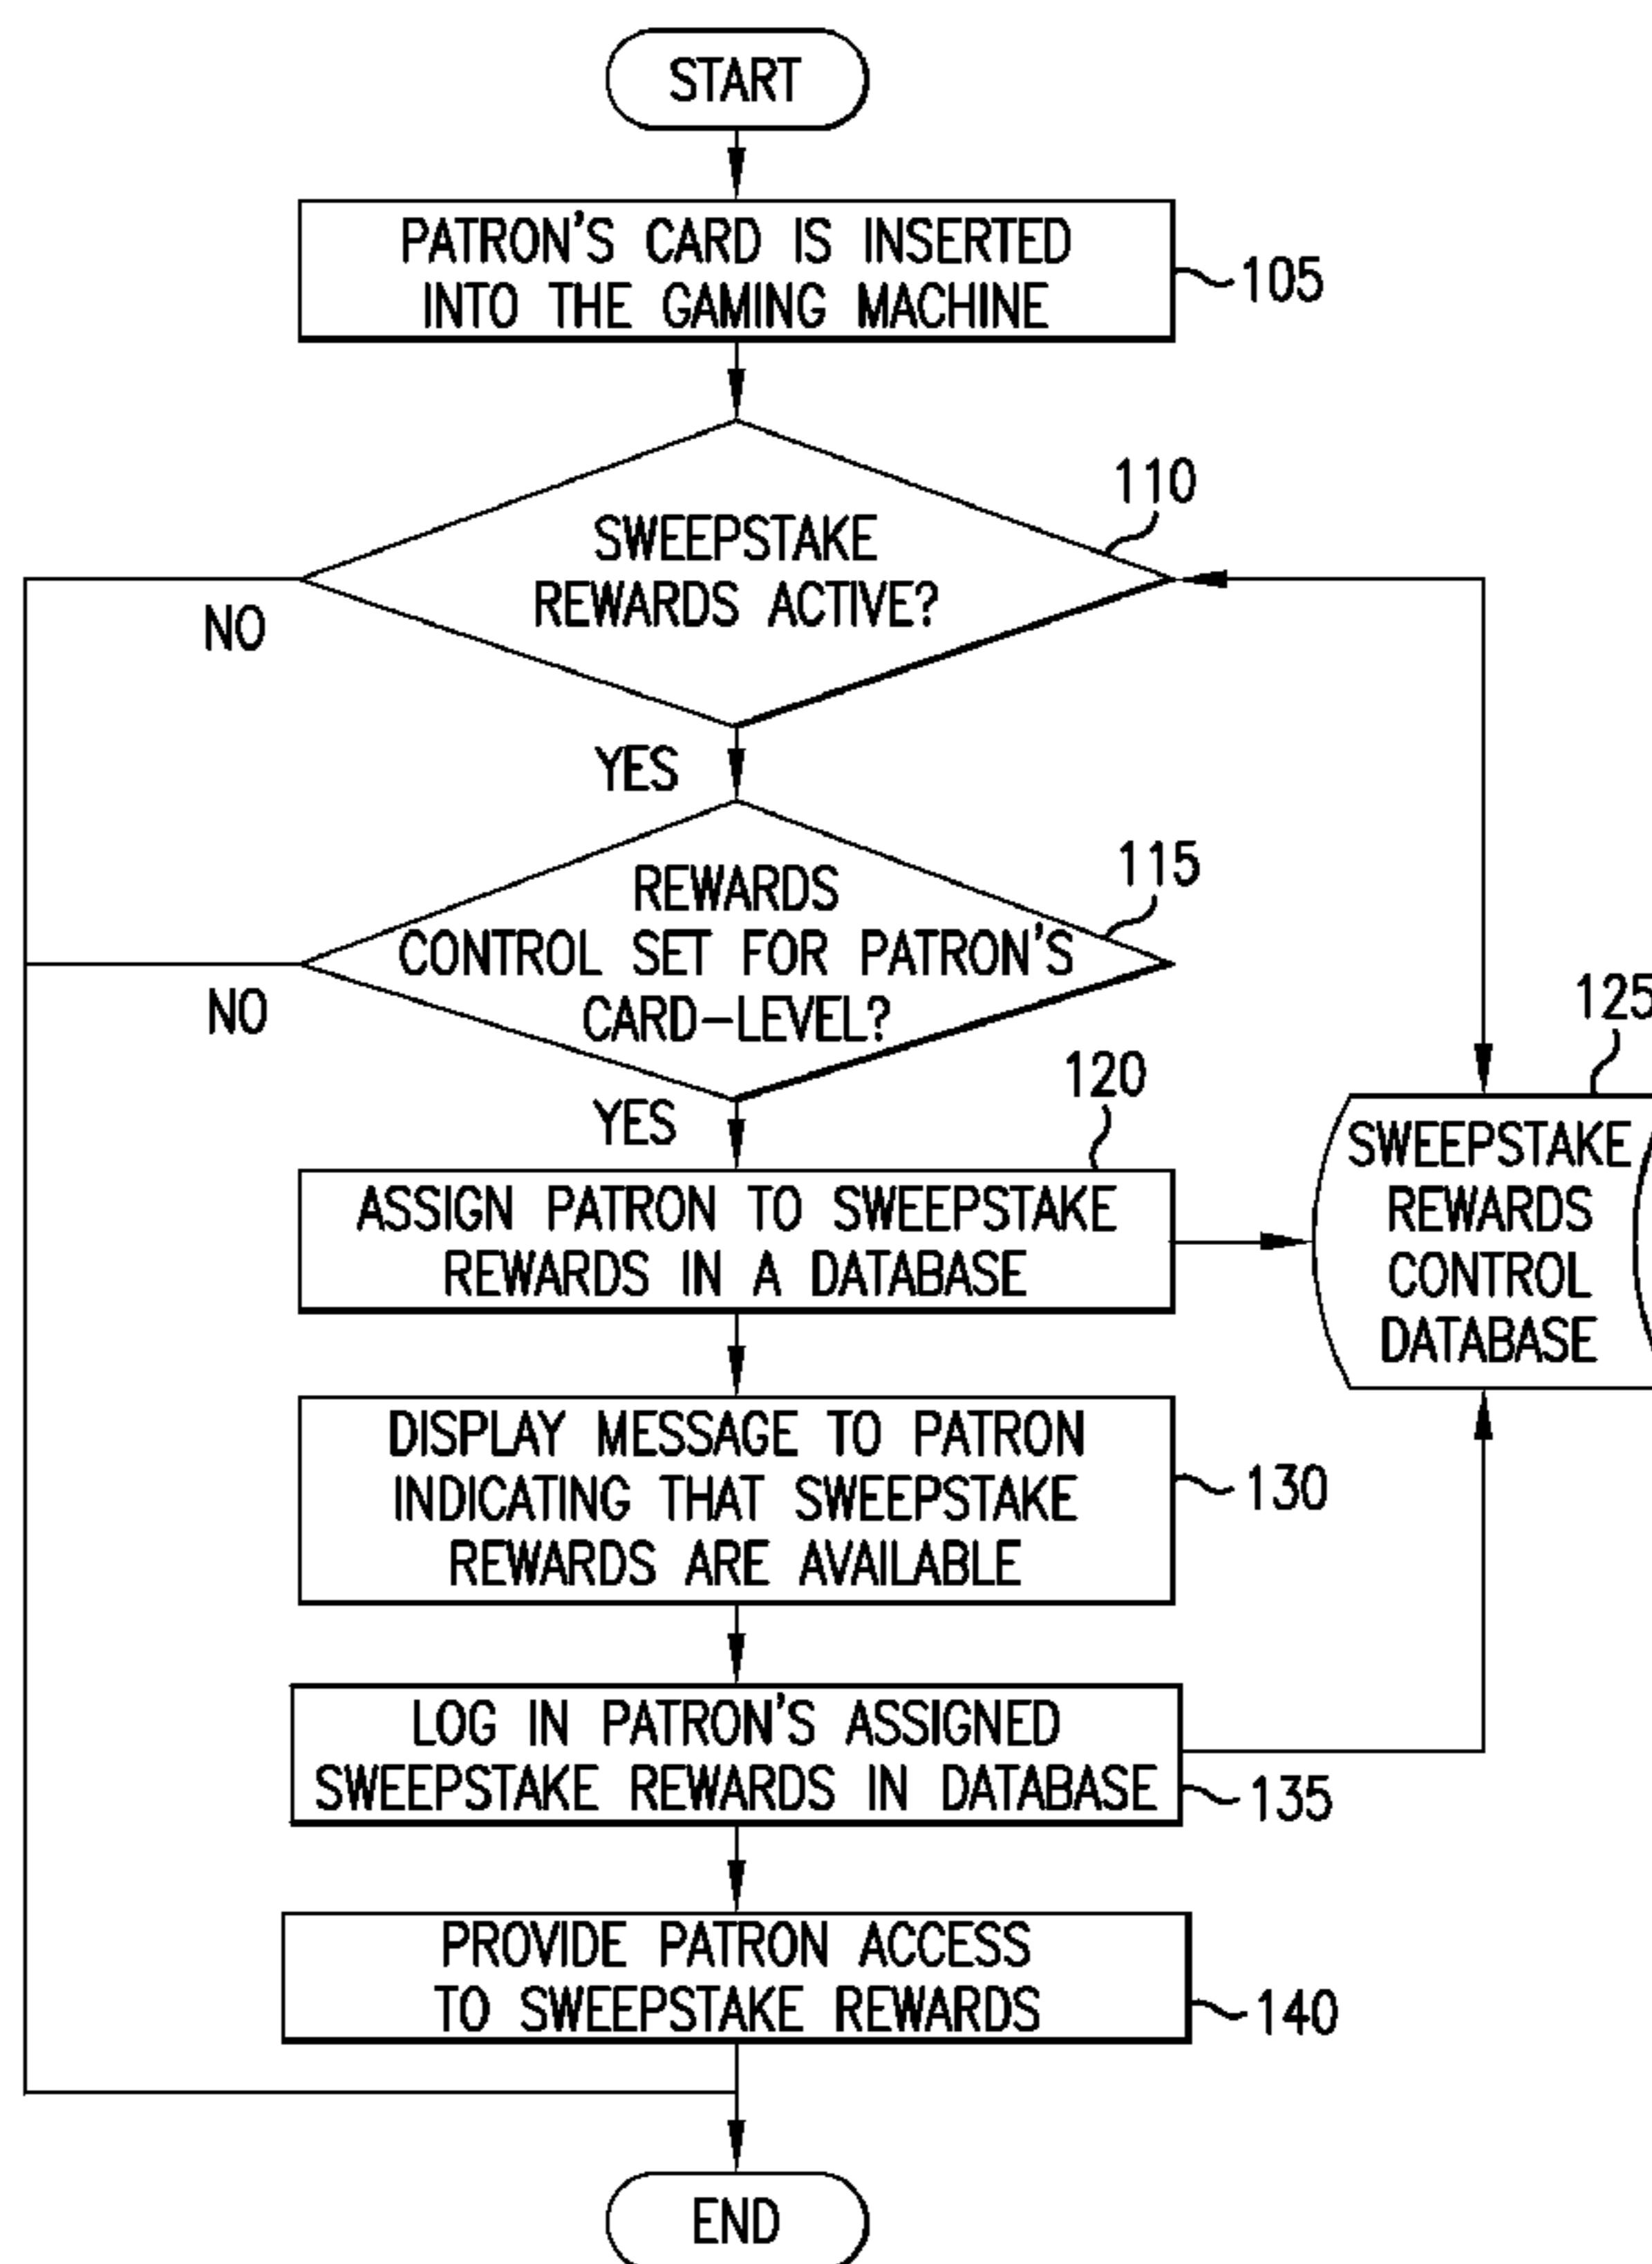 START
PATRON'S CARD IS INSERTED
INTO THE GAMING MACHINE
105
110
SWEEPSTAKE
REWARDS ACTIVE?
NO
YES
115
REWARDS
CONTROL SET FOR PATRON'S
CARD-LEVEL?
NO
YES
120
125
ASSIGN PATRON TO SWEEPSTAKE
REWARDS IN A DATABASE
SWEEPSTAKE
REWARDS
CONTROL
DATABASE
DISPLAY MESSAGE TO PATRON
INDICATING THAT SWEEPSTAKE
REWARDS ARE AVAILABLE
130
LOG IN PATRON'S ASSIGNED
SWEEPSTAKE REWARDS IN DATABASE
135
PROVIDE PATRON ACCESS
TO SWEEPSTAKE REWARDS
140
END